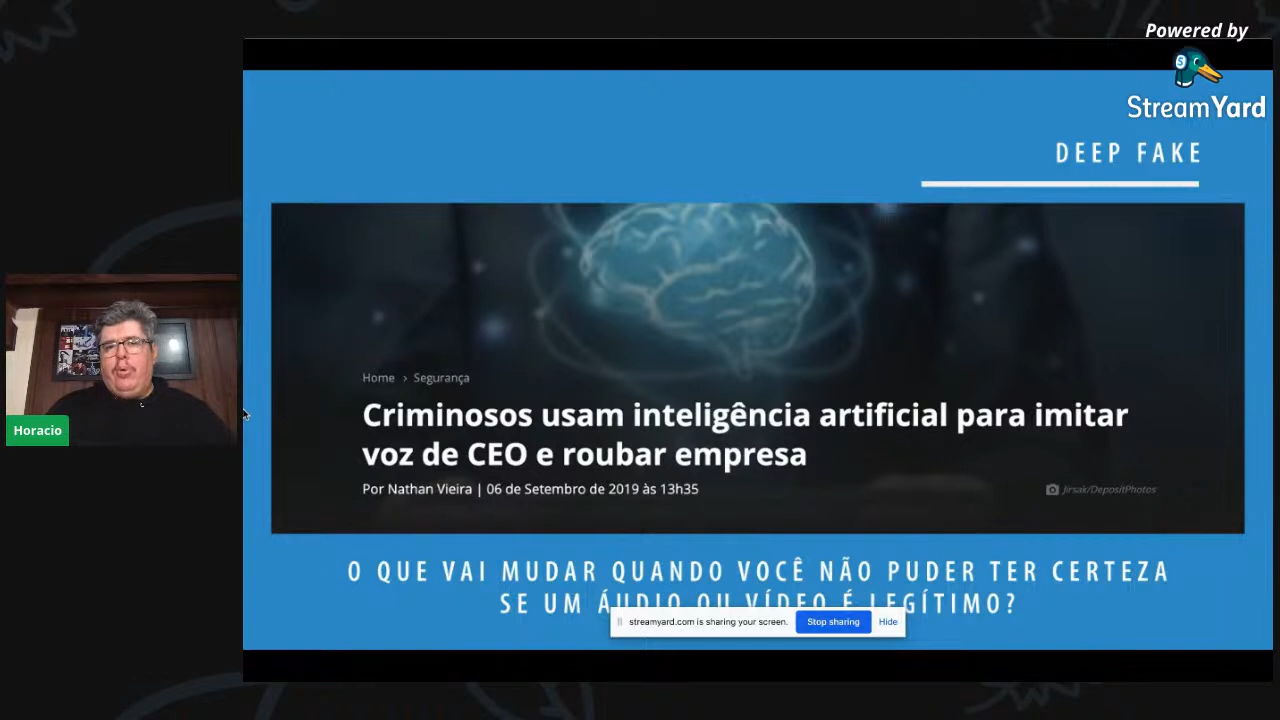 Powered by
StreamYard
DEEP FAKE
Home › Segurança
Criminosos usam inteligência artificial para imitar
voz de CEO e roubar empresa
Por Nathan Vieira | 06 de Setembro de 2019 às 13h35
Jirsak/DepositPhotos
Horacio
O QUE VAI MUDAR QUANDO VOCÊ NÃO PUDER TER CERTEZA
SE UM ÁUDIO OU VÍDEO É LEGÍTIMO?
streamyard.com is sharing your screen.
Stop sharing
Hide